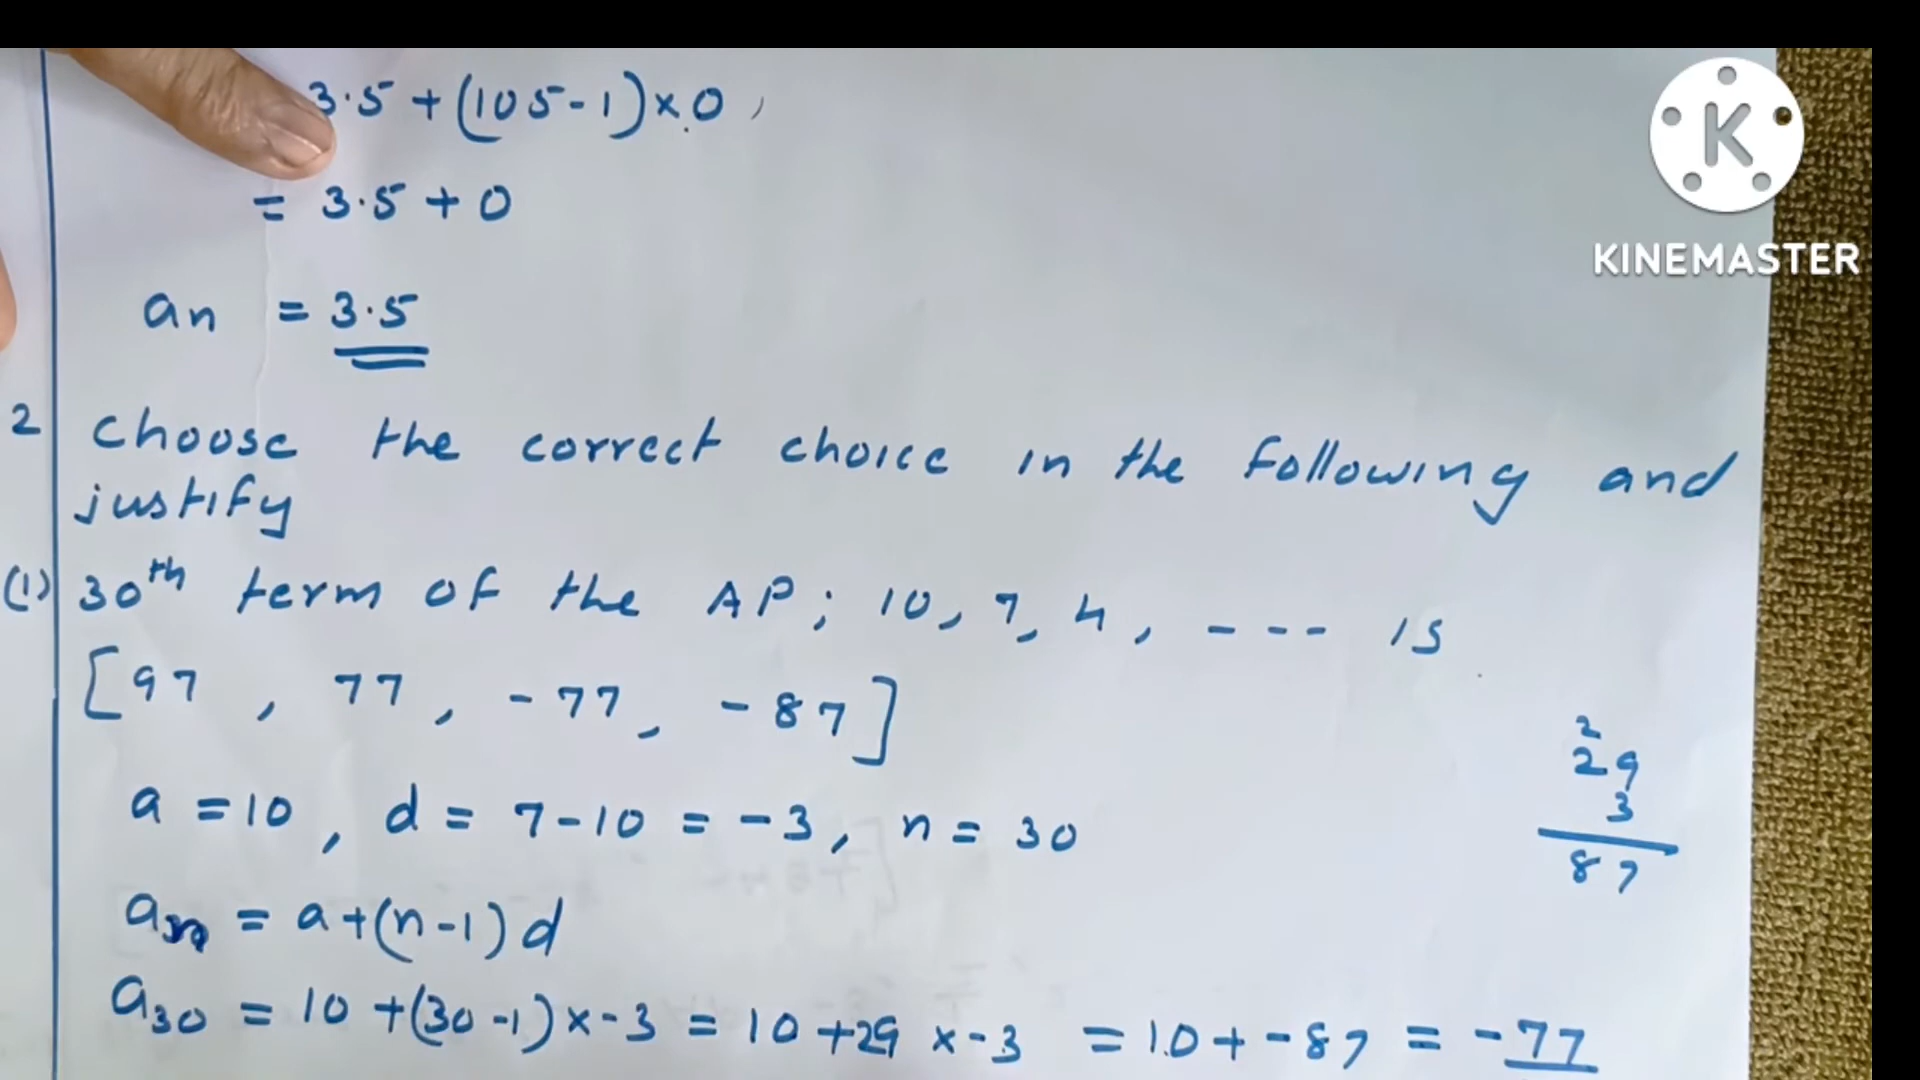 3.5 + (105-1) x 0
= 3.5 + 0
an = 3.5
2 choose the correct choice in the following and
justify
(1) 30th term of the AP; 10, 7, 4, - - - is
[97, 77, -77, -87]
a = 10, d = 7-10 = -3, n = 30
an = a+(n-1)d
a30 = 10 +(30-1)x-3 = 10+29 x-3 = 10+-87 = -77
2
29
3
87
K
KINEMASTER